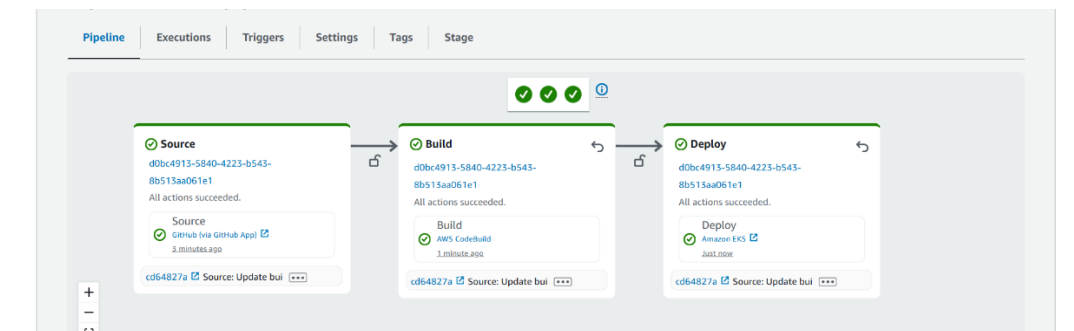 Pipeline
Executions
Triggers
Settings
Tags
Stage
Source
d0bc4913-5840-4223-b543-
8b513aa061e1
All actions succeeded.
Source
GitHub (via GitHub App)
3 minutes ago
cd64827a Source: Update bui
Build
d0bc4913-5840-4223-b543-
8b513aa061e1
All actions succeeded.
Build
AWS CodeBuild
1 minute ago
cd64827a Source: Update bui
Deploy
d0bc4913-5840-4223-b543-
8b513aa061e1
All actions succeeded.
Deploy
Amazon EKS
Just now
cd64827a Source: Update bui